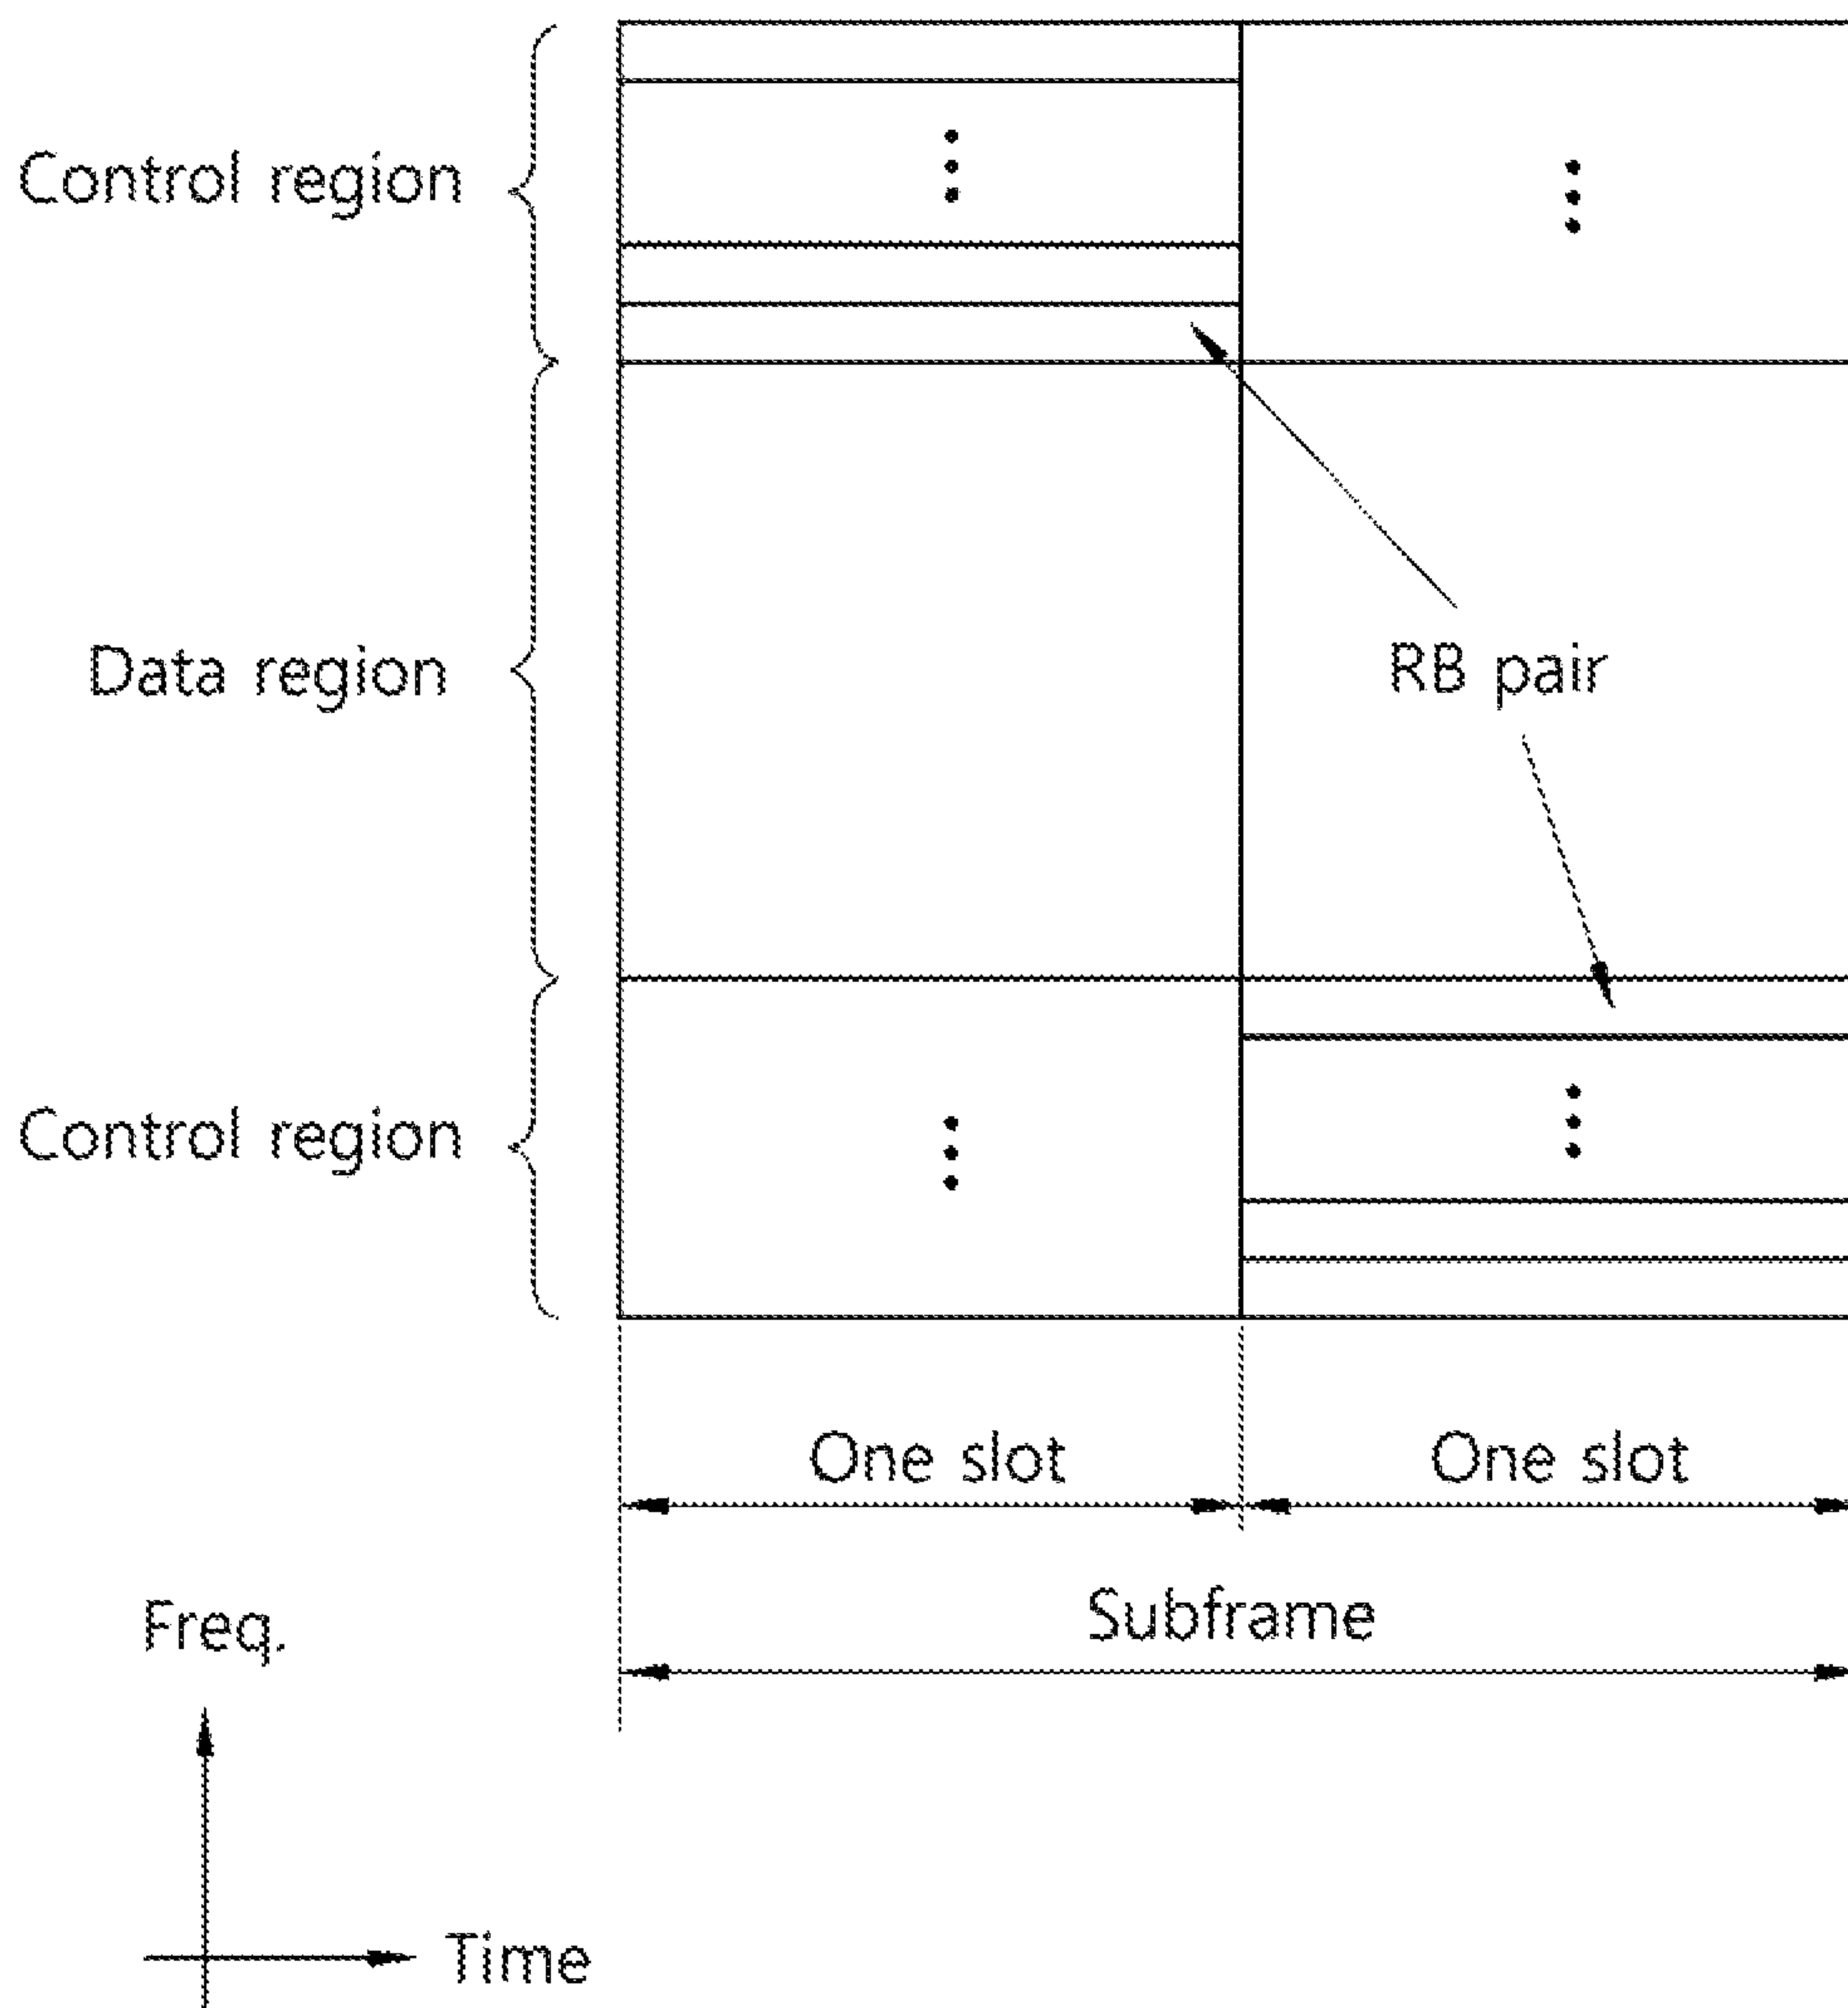 Control region
Data region
RB pair
Control region
One slot
One slot
Subframe
Freq.
Time